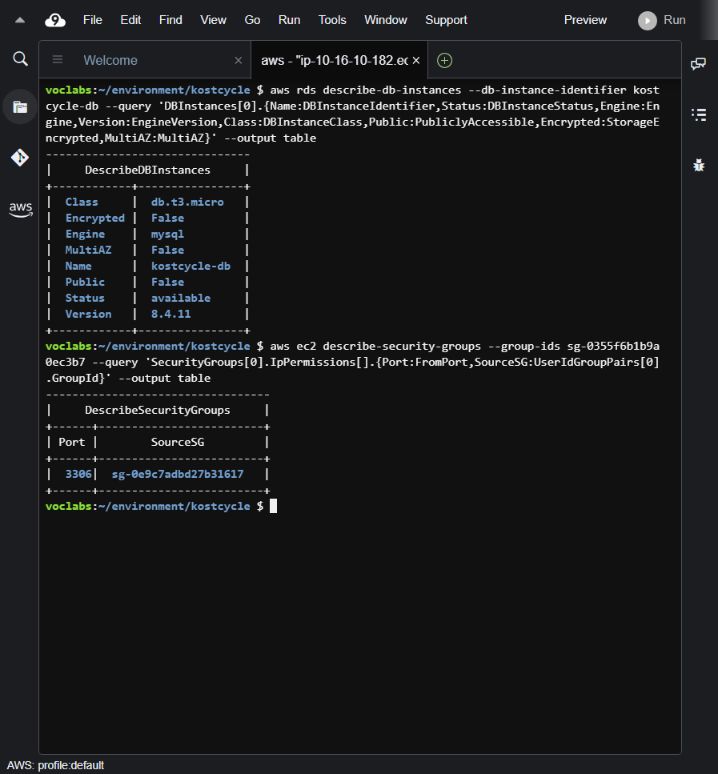 File Edit Find View Go Run Tools Window Support Preview Run
Welcome × aws - "ip-10-16-10-182.ec ×
aws
voclabs:~/environment/kostcycle $ aws rds describe-db-instances --db-instance-identifier kost
cycle-db --query 'DBInstances[0].{Name:DBInstanceIdentifier,Status:DBInstanceStatus,Engine:En
gine,Version:EngineVersion,Class:DBInstanceClass,Public:PubliclyAccessible,Encrypted:StorageE
ncrypted,MultiAZ:MultiAZ}' --output table
-------------------------------
|     DescribeDBInstances     |
+------------+----------------+
|  Class     |  db.t3.micro   |
|  Encrypted |  False         |
|  Engine    |  mysql         |
|  MultiAZ   |  False         |
|  Name      |  kostcycle-db  |
|  Public    |  False         |
|  Status    |  available     |
|  Version   |  8.4.11        |
+------------+----------------+
voclabs:~/environment/kostcycle $ aws ec2 describe-security-groups --group-ids sg-0355f6b1b9a
0ec3b7 --query 'SecurityGroups[0].IpPermissions[].{Port:FromPort,SourceSG:UserIdGroupPairs[0]
.GroupId}' --output table
----------------------------------
|     DescribeSecurityGroups     |
+------+-------------------------+
| Port |        SourceSG         |
+------+-------------------------+
|  3306|  sg-0e9c7adbd27b31617   |
+------+-------------------------+
voclabs:~/environment/kostcycle $
AWS: profile:default